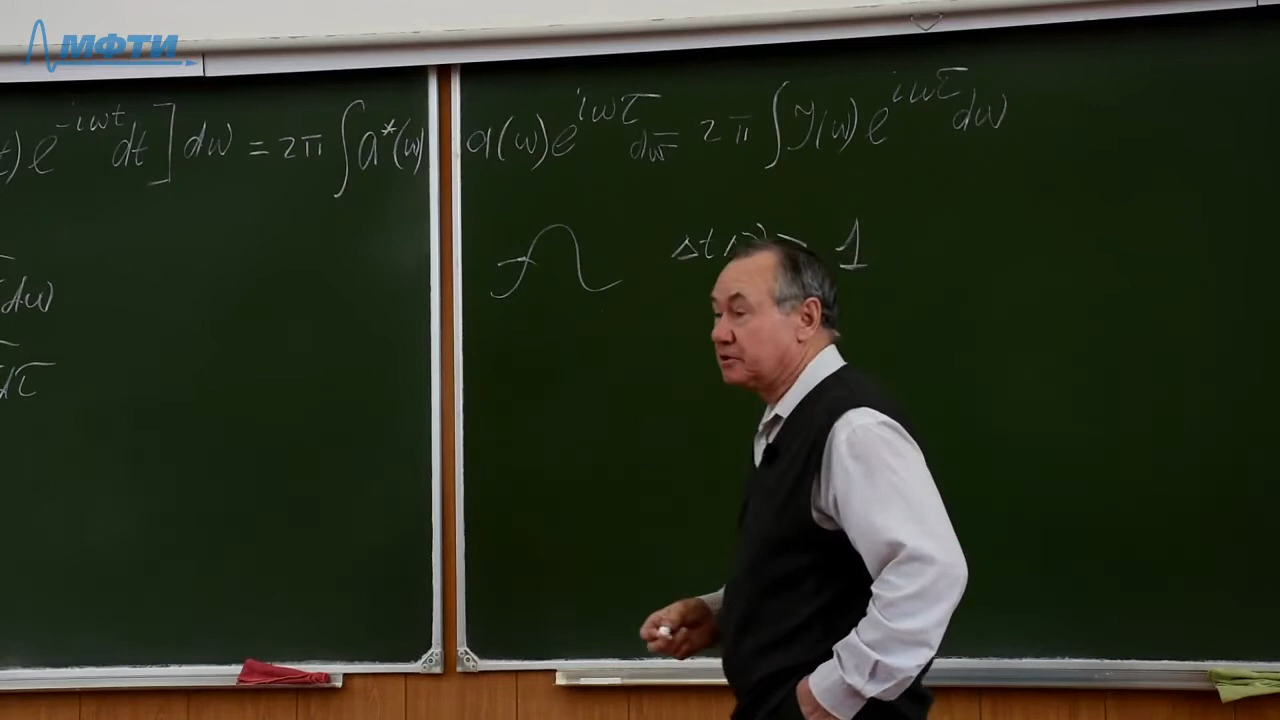 МФТИ
t) e^{-iωt} dt ] dω = 2π ∫ a*(ω) a(ω) e^{iωτ} dω = 2π ∫ J(ω) e^{iωτ} dω
Δt 1
dω
dτ